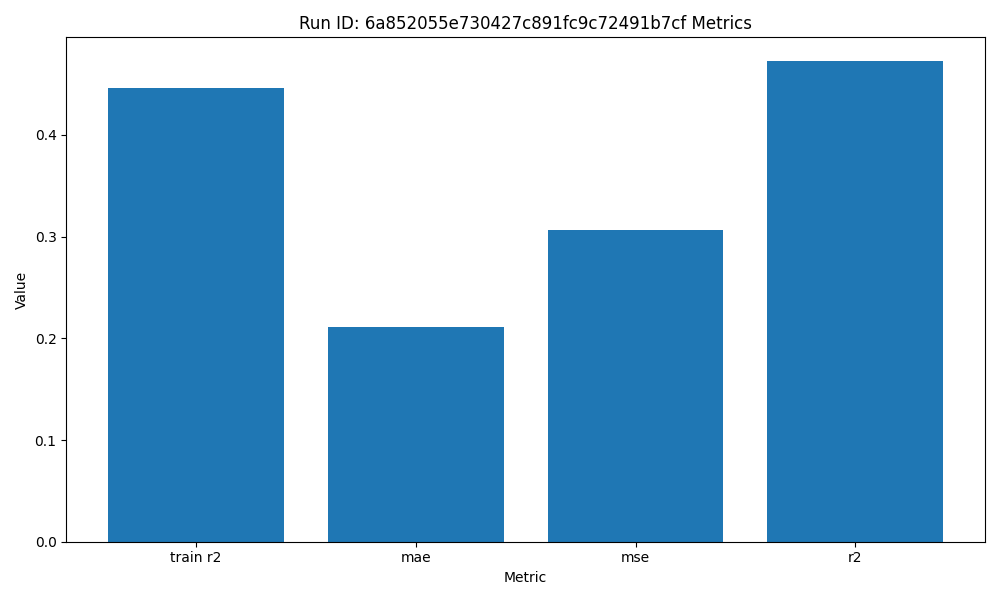 Run ID: 6a852055e730427c891fc9c72491b7cf Metrics
Value
0.4
0.3
0.2
0.1
0.0
train r2
mae
mse
r2
Metric